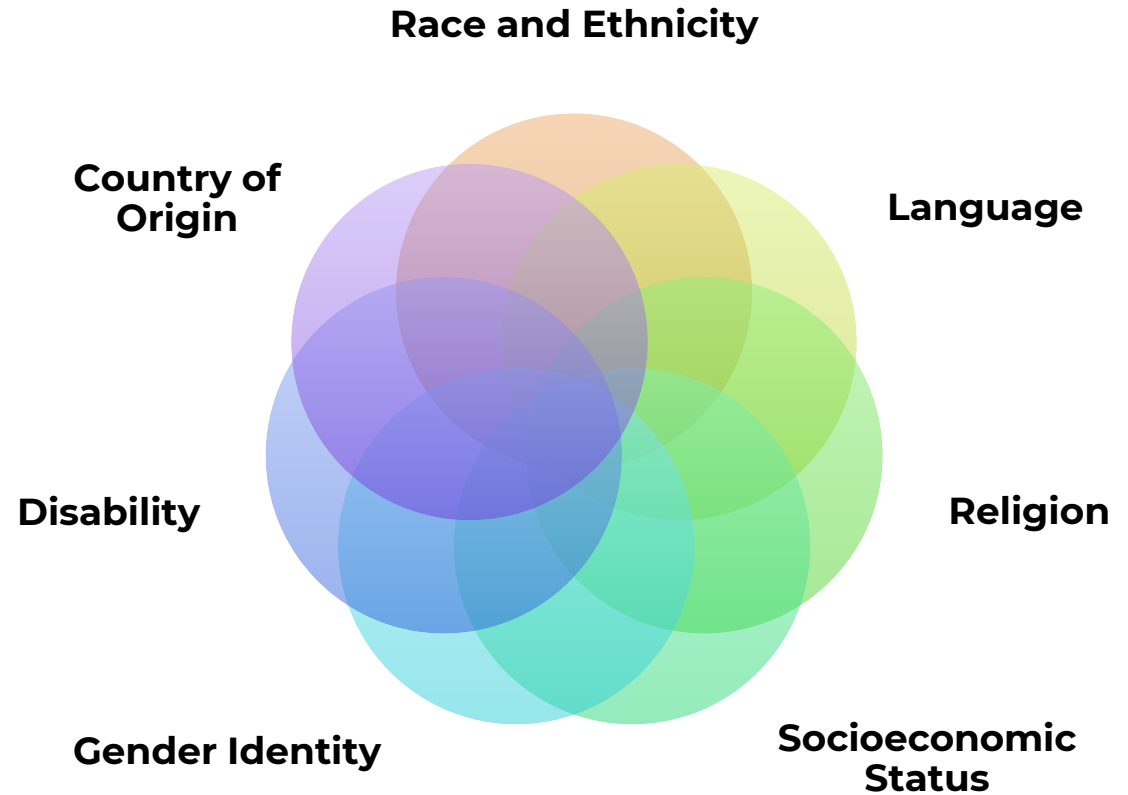 Race and Ethnicity
Country of
Origin
Language
Disability
Religion
Gender Identity
Socioeconomic
Status